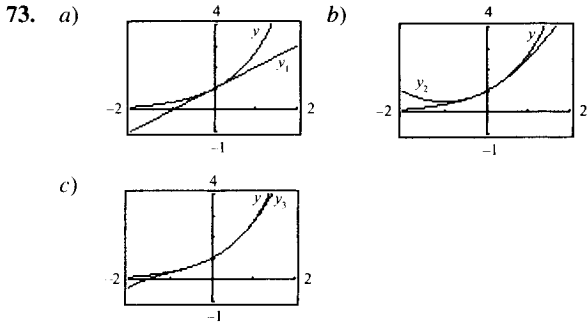 73. a) 4 b) 4
y y
y₁ y₂
-2 2 -2 2
-1 -1
c) 4
y y₃
-2 2
-1